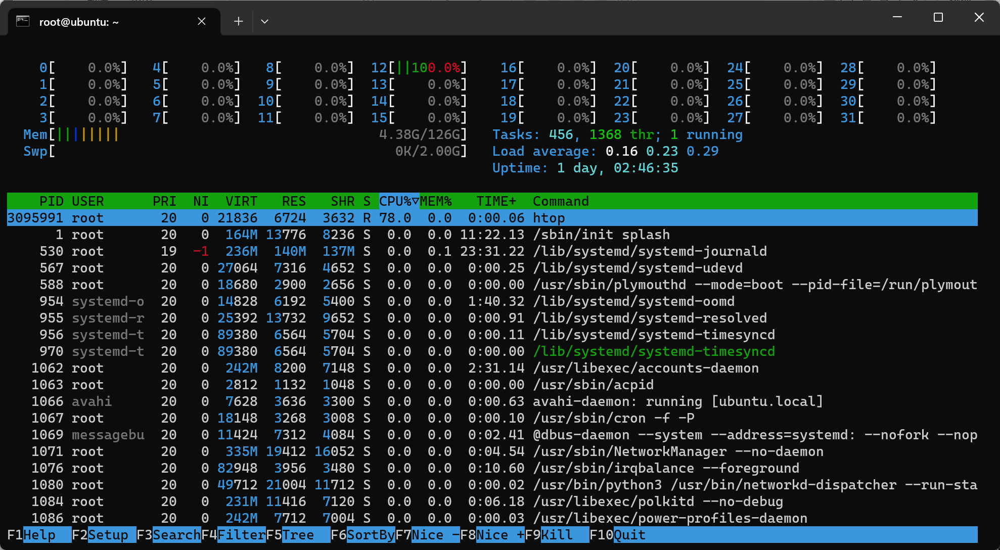 root@ubuntu: ~
0[ 0.0%] 4[ 0.0%] 8[ 0.0%] 12[||100.0%] 16[ 0.0%] 20[ 0.0%] 24[ 0.0%] 28[ 0.0%]
1[ 0.0%] 5[ 0.0%] 9[ 0.0%] 13[ 0.0%] 17[ 0.0%] 21[ 0.0%] 25[ 0.0%] 29[ 0.0%]
2[ 0.0%] 6[ 0.0%] 10[ 0.0%] 14[ 0.0%] 18[ 0.0%] 22[ 0.0%] 26[ 0.0%] 30[ 0.0%]
3[ 0.0%] 7[ 0.0%] 11[ 0.0%] 15[ 0.0%] 19[ 0.0%] 23[ 0.0%] 27[ 0.0%] 31[ 0.0%]
Mem[|||||||| 4.38G/126G] Tasks: 456, 1368 thr; 1 running
Swp[ 0K/2.00G] Load average: 0.16 0.23 0.29
Uptime: 1 day, 02:46:35
PID USER PRI NI VIRT RES SHR S CPU%▽MEM% TIME+ Command
3095991 root 20 0 21836 6724 3632 R 78.0 0.0 0:00.06 htop
1 root 20 0 164M 13776 8236 S 0.0 0.0 11:22.13 /sbin/init splash
530 root 19 -1 236M 140M 137M S 0.0 0.1 23:31.22 /lib/systemd/systemd-journald
567 root 20 0 27064 7316 4652 S 0.0 0.0 0:00.25 /lib/systemd/systemd-udevd
588 root 20 0 18680 2900 2656 S 0.0 0.0 0:00.00 /usr/sbin/plymouthd --mode=boot --pid-file=/run/plymout
954 systemd-o 20 0 14828 6192 5400 S 0.0 0.0 1:40.32 /lib/systemd/systemd-oomd
955 systemd-r 20 0 25392 13732 9652 S 0.0 0.0 0:00.91 /lib/systemd/systemd-resolved
956 systemd-t 20 0 89380 6564 5704 S 0.0 0.0 0:00.11 /lib/systemd/systemd-timesyncd
970 systemd-t 20 0 89380 6564 5704 S 0.0 0.0 0:00.00 /lib/systemd/systemd-timesyncd
1062 root 20 0 242M 8200 7148 S 0.0 0.0 2:31.14 /usr/libexec/accounts-daemon
1063 root 20 0 2812 1132 1048 S 0.0 0.0 0:00.00 /usr/sbin/acpid
1066 avahi 20 0 7628 3636 3300 S 0.0 0.0 0:00.63 avahi-daemon: running [ubuntu.local]
1067 root 20 0 18148 3268 3008 S 0.0 0.0 0:00.10 /usr/sbin/cron -f -P
1069 messagebu 20 0 11424 7312 4084 S 0.0 0.0 0:02.41 @dbus-daemon --system --address=systemd: --nofork --nop
1071 root 20 0 335M 19412 16052 S 0.0 0.0 0:04.54 /usr/sbin/NetworkManager --no-daemon
1076 root 20 0 82948 3956 3480 S 0.0 0.0 0:10.60 /usr/sbin/irqbalance --foreground
1080 root 20 0 49712 21004 11712 S 0.0 0.0 0:00.02 /usr/bin/python3 /usr/bin/networkd-dispatcher --run-sta
1084 root 20 0 231M 11416 7120 S 0.0 0.0 0:06.18 /usr/libexec/polkitd --no-debug
1086 root 20 0 242M 7712 7004 S 0.0 0.0 0:00.03 /usr/libexec/power-profiles-daemon
F1Help F2Setup F3SearchF4FilterF5Tree F6SortByF7Nice -F8Nice +F9Kill F10Quit